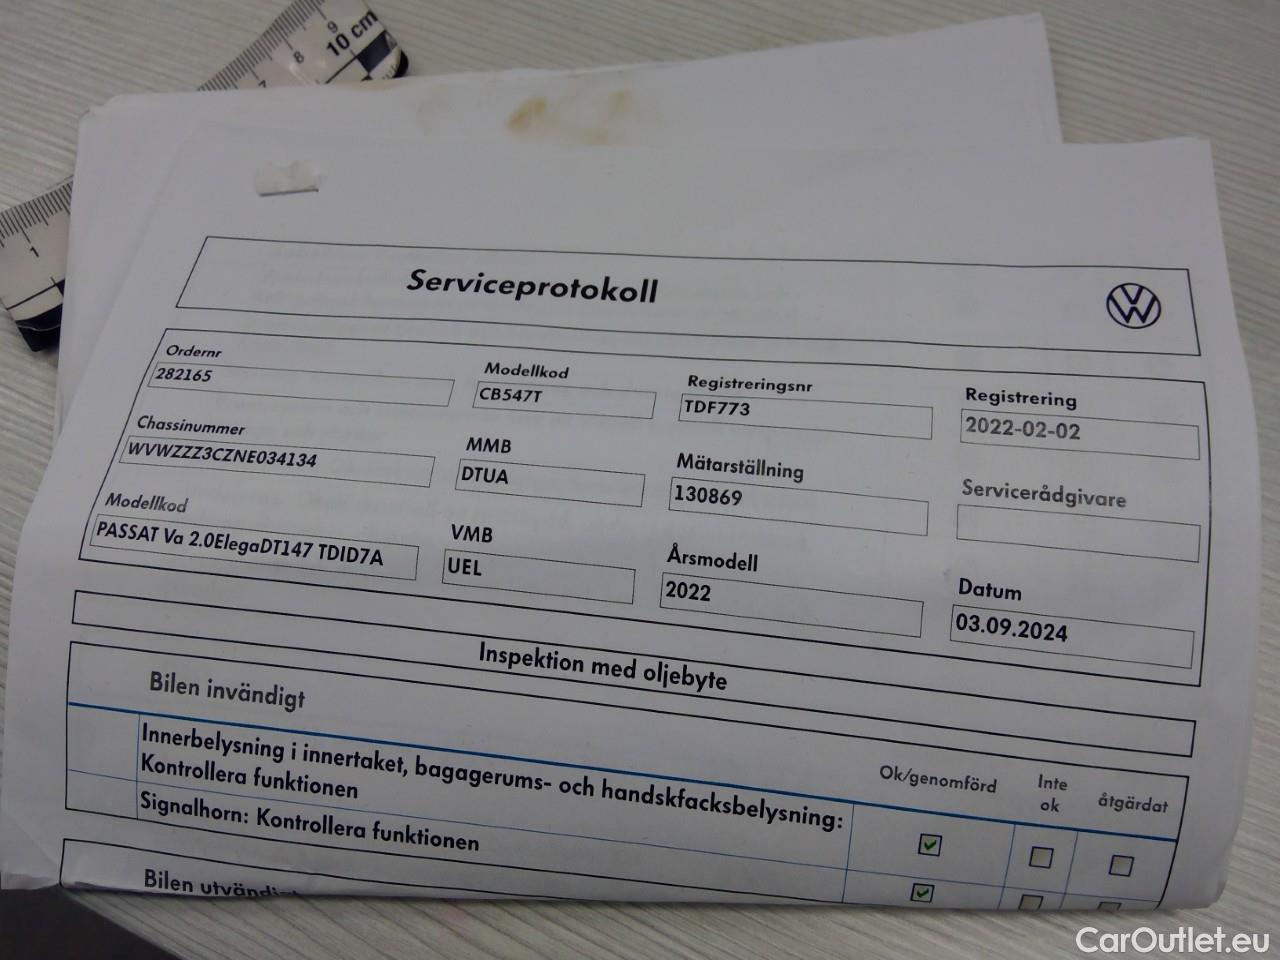 9
8
10 cm
1
Serviceprotokoll
Ordernr
282165
Modellkod
CB547T
Registreringsnr
TDF773
Registrering
2022-02-02
Chassinummer
WVWZZZ3CZNE034134
MMB
DTUA
Mätarställning
130869
Servicerådgivare
Modellkod
PASSAT Va 2.0ElegaDT147 TDID7A
VMB
UEL
Årsmodell
2022
Datum
03.09.2024
Inspektion med oljebyte
Bilen invändigt
Ok/genomförd
Inte ok
åtgärdat
Innerbelysning i innertaket, bagagerums- och handskfacksbelysning:
Kontrollera funktionen
Signalhorn: Kontrollera funktionen
Bilen utvändigt
CarOutlet.eu